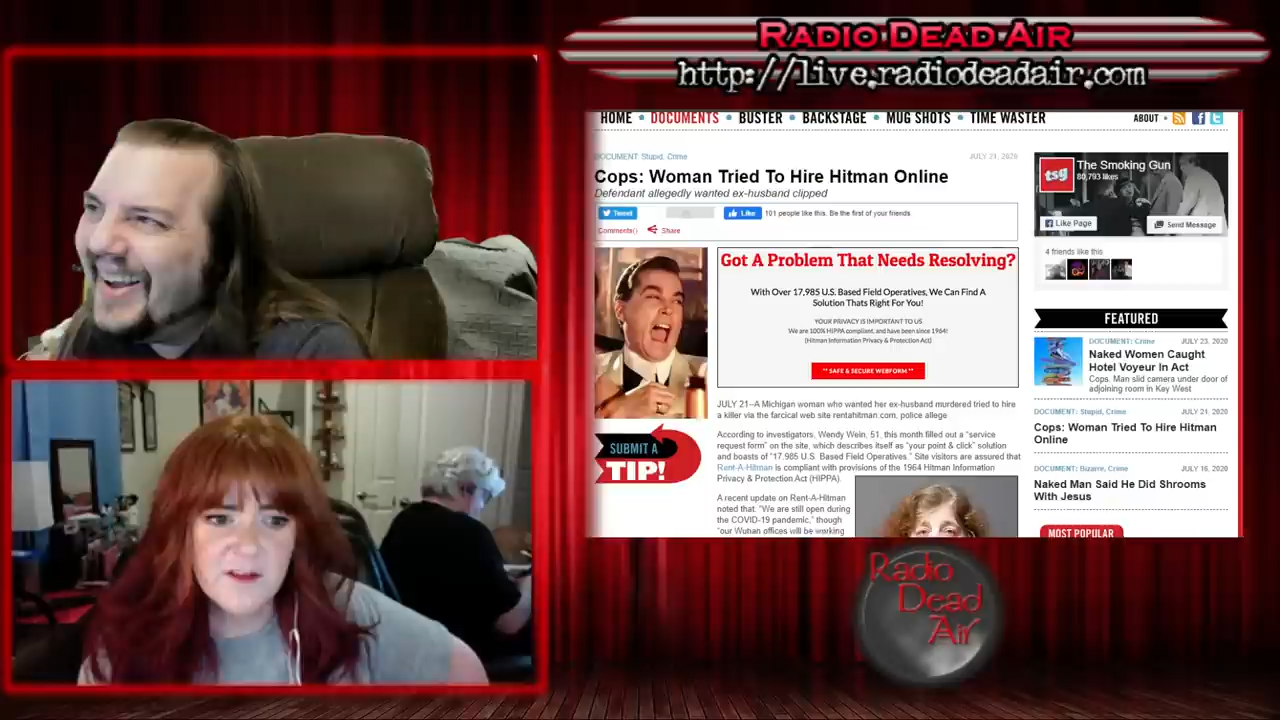 RADIO DEAD AIR
http://live.radiodeadair.com
HOME • DOCUMENTS • BUSTER • BACKSTAGE • MUG SHOTS • TIME WASTER
ABOUT •
DOCUMENT: Stupid, Crime
JULY 21, 2020
Cops: Woman Tried To Hire Hitman Online
Defendant allegedly wanted ex-husband clipped
Tweet
Like
101 people like this. Be the first of your friends
Comments()
Share
Got A Problem That Needs Resolving?
With Over 17,985 U.S. Based Field Operatives, We Can Find A
Solution Thats Right For You!
YOUR PRIVACY IS IMPORTANT TO US
We are 100% HIPPA compliant, and have been since 1964!
(Hitman Information Privacy & Protection Act)
** SAFE & SECURE WEBFORM **
SUBMIT A
TIP!
JULY 21--A Michigan woman who wanted her ex-husband murdered tried to hire
a killer via the farcical web site rentahitman.com, police allege
According to investigators, Wendy Wein, 51, this month filled out a "service
request form" on the site, which describes itself as "your point & click" solution
and boasts of "17,985 U.S. Based Field Operatives." Site visitors are assured that
Rent-A-Hitman is compliant with provisions of the 1964 Hitman Information
Privacy & Protection Act (HIPPA).
A recent update on Rent-A-Hitman
noted that "We are still open during
the COVID-19 pandemic," though
"our Wuhan offices will be working
tsg
The Smoking Gun
80,793 likes
Like Page
Send Message
4 friends like this
FEATURED
DOCUMENT: Crime
JULY 23, 2020
Naked Women Caught
Hotel Voyeur In Act
Cops: Man slid camera under door of
adjoining room in Key West
DOCUMENT: Stupid, Crime
JULY 21, 2020
Cops: Woman Tried To Hire Hitman
Online
DOCUMENT: Bizarre, Crime
JULY 16, 2020
Naked Man Said He Did Shrooms
With Jesus
MOST POPULAR
Radio
Dead
Air